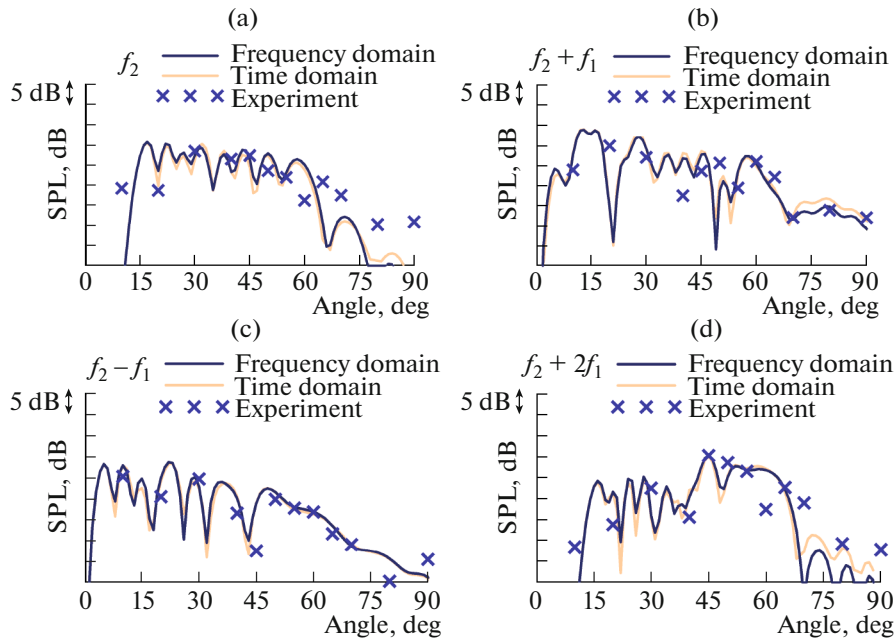 (a)
f2
Frequency domain
Time domain
Experiment
5 dB
SPL, dB
0 15 30 45 60 75 90
Angle, deg
(b)
f2 + f1
Frequency domain
Time domain
Experiment
5 dB
SPL, dB
0 15 30 45 60 75 90
Angle, deg
(c)
f2 – f1
Frequency domain
Time domain
Experiment
5 dB
SPL, dB
0 15 30 45 60 75 90
Angle, deg
(d)
f2 + 2f1
Frequency domain
Time domain
Experiment
5 dB
SPL, dB
0 15 30 45 60 75 90
Angle, deg